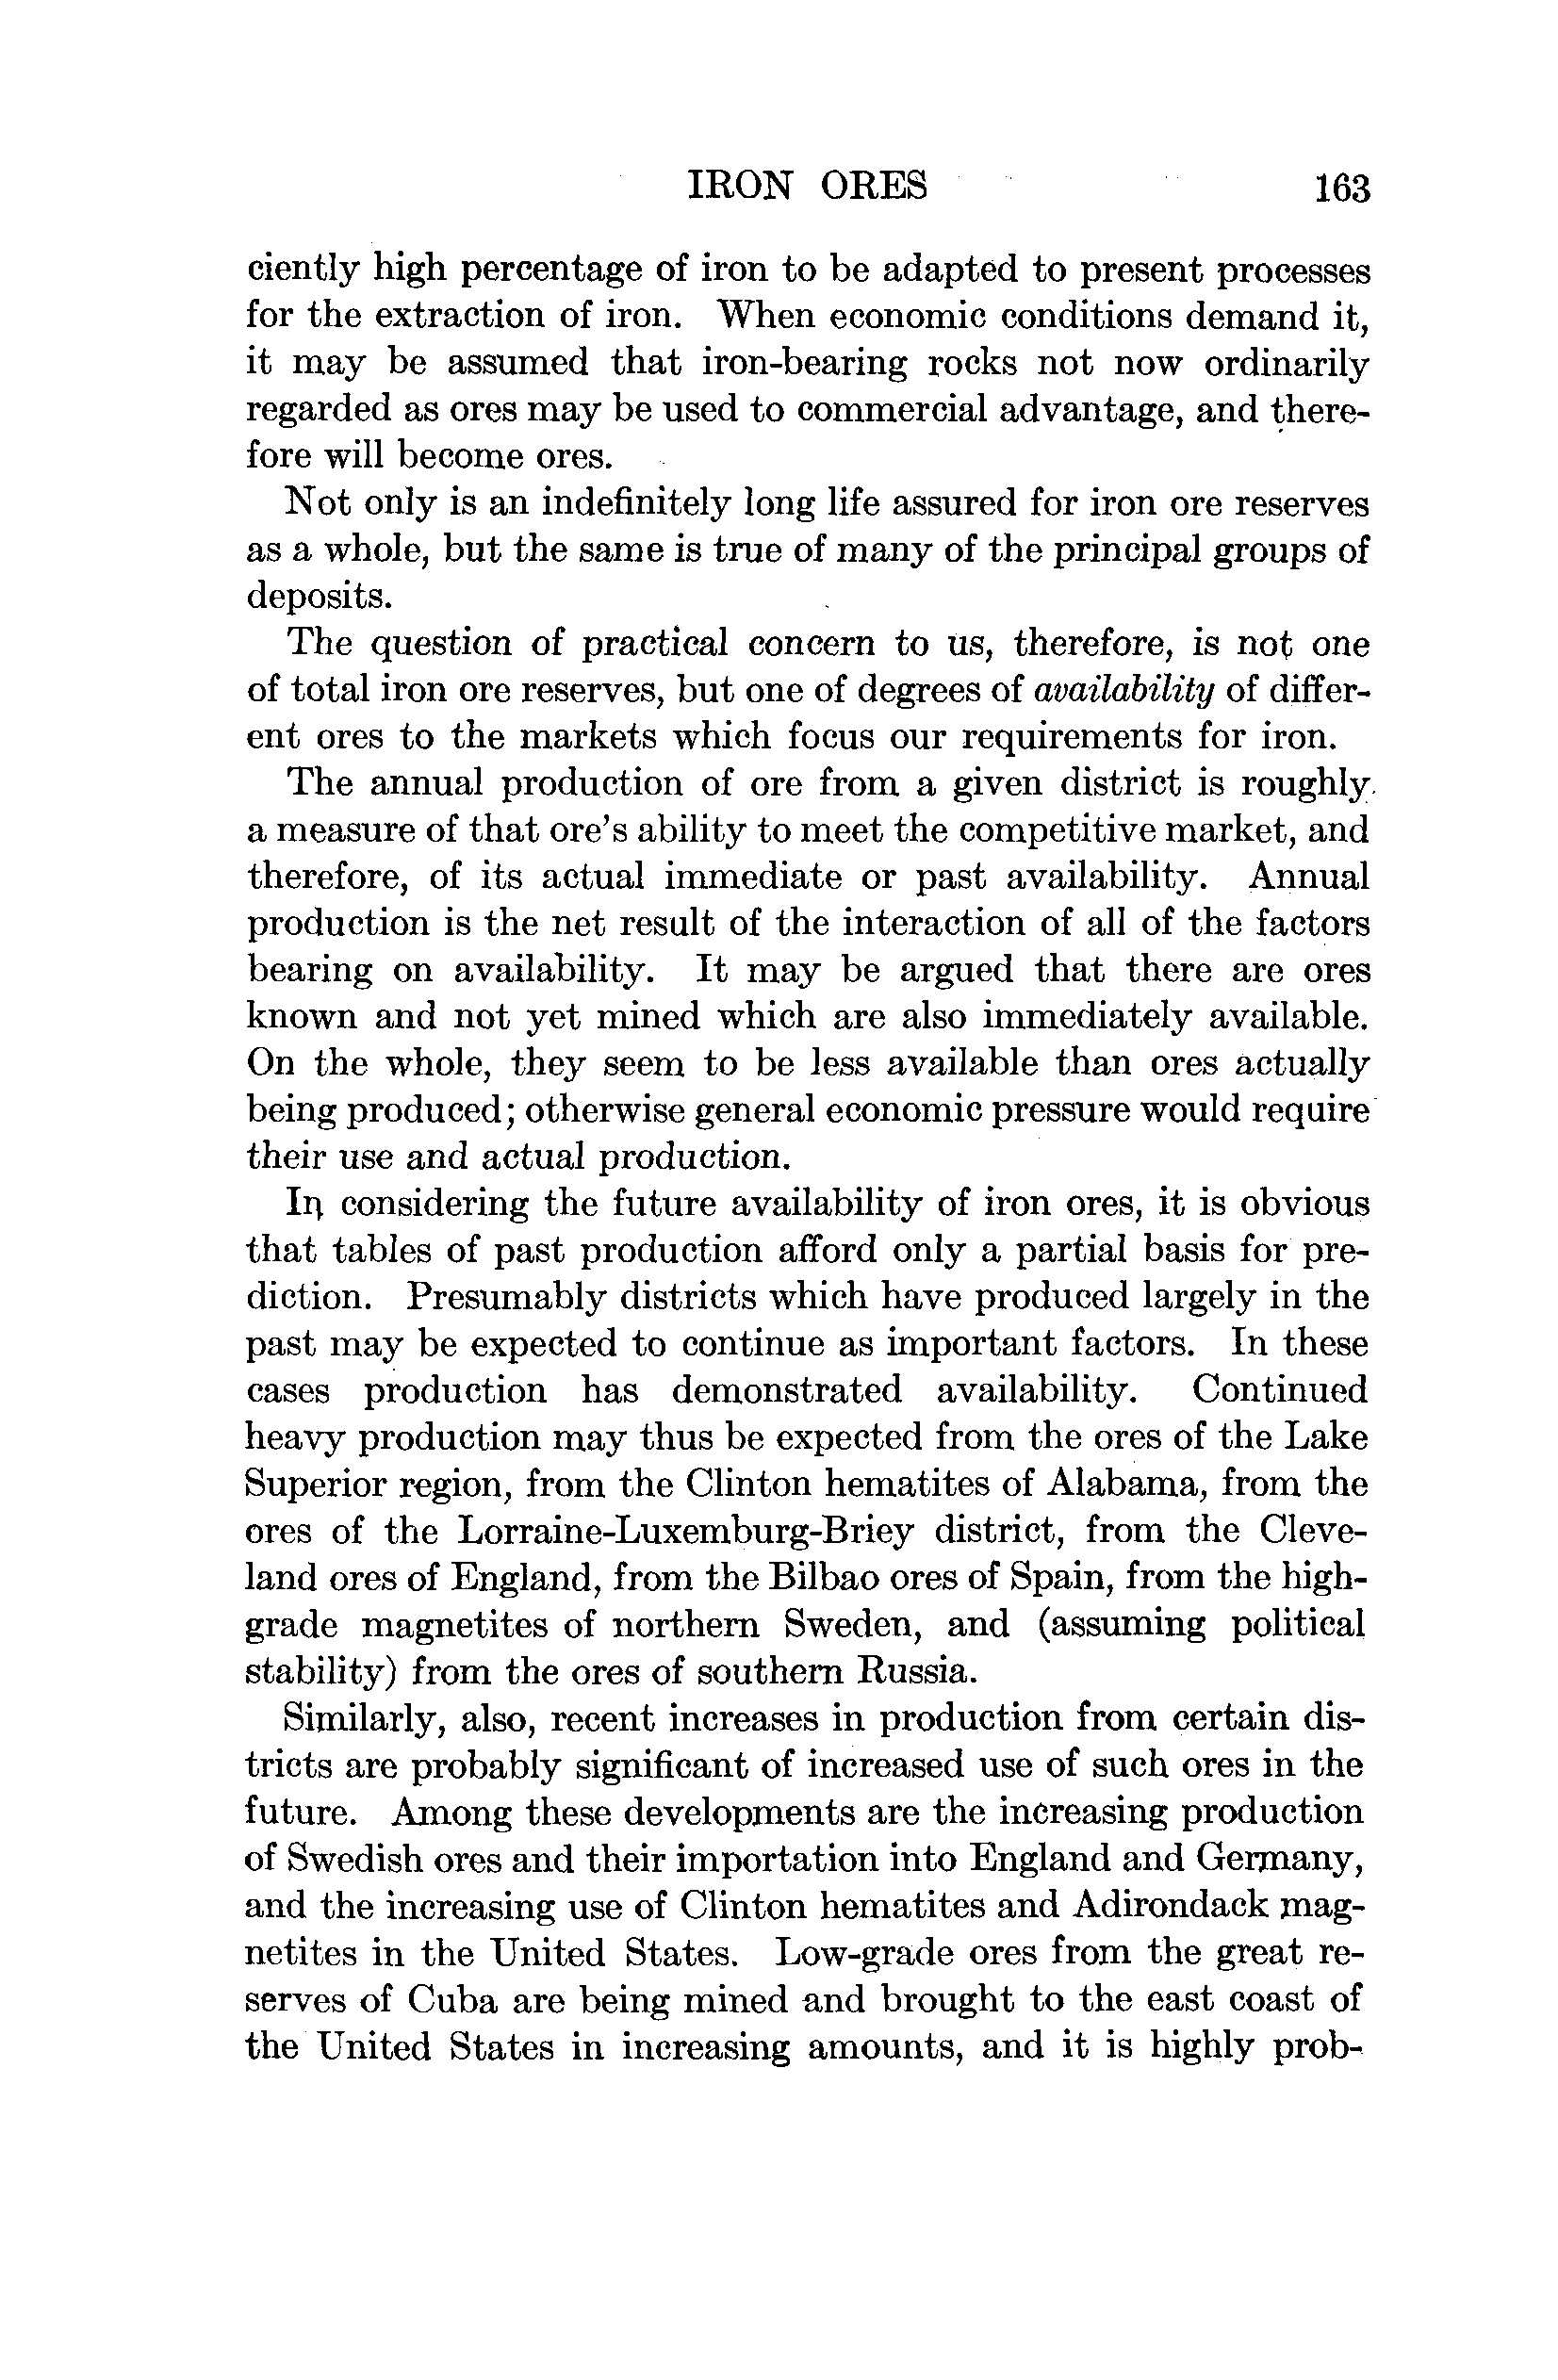 IRON ORES 163
ciently high percentage of iron to be adapted to present processes
for the extraction of iron. When economic conditions demand it,
it may be assumed that iron-bearing rocks not now ordinarily
regarded as ores may be used to commercial advantage, and there-
fore will become ores.
Not only is an indefinitely long life assured for iron ore reserves
as a whole, but the same is true of many of the principal groups of
deposits.
The question of practical concern to us, therefore, is not one
of total iron ore reserves, but one of degrees of availability of differ-
ent ores to the markets which focus our requirements for iron.
The annual production of ore from a given district is roughly
a measure of that ore's ability to meet the competitive market, and
therefore, of its actual immediate or past availability. Annual
production is the net result of the interaction of all of the factors
bearing on availability. It may be argued that there are ores
known and not yet mined which are also immediately available.
On the whole, they seem to be less available than ores actually
being produced; otherwise general economic pressure would require
their use and actual production.
In considering the future availability of iron ores, it is obvious
that tables of past production afford only a partial basis for pre-
diction. Presumably districts which have produced largely in the
past may be expected to continue as important factors. In these
cases production has demonstrated availability. Continued
heavy production may thus be expected from the ores of the Lake
Superior region, from the Clinton hematites of Alabama, from the
ores of the Lorraine-Luxemburg-Briey district, from the Cleve-
land ores of England, from the Bilbao ores of Spain, from the high-
grade magnetites of northern Sweden, and (assuming political
stability) from the ores of southern Russia.
Similarly, also, recent increases in production from certain dis-
tricts are probably significant of increased use of such ores in the
future. Among these developments are the increasing production
of Swedish ores and their importation into England and Germany,
and the increasing use of Clinton hematites and Adirondack mag-
netites in the United States. Low-grade ores from the great re-
serves of Cuba are being mined and brought to the east coast of
the United States in increasing amounts, and it is highly prob-